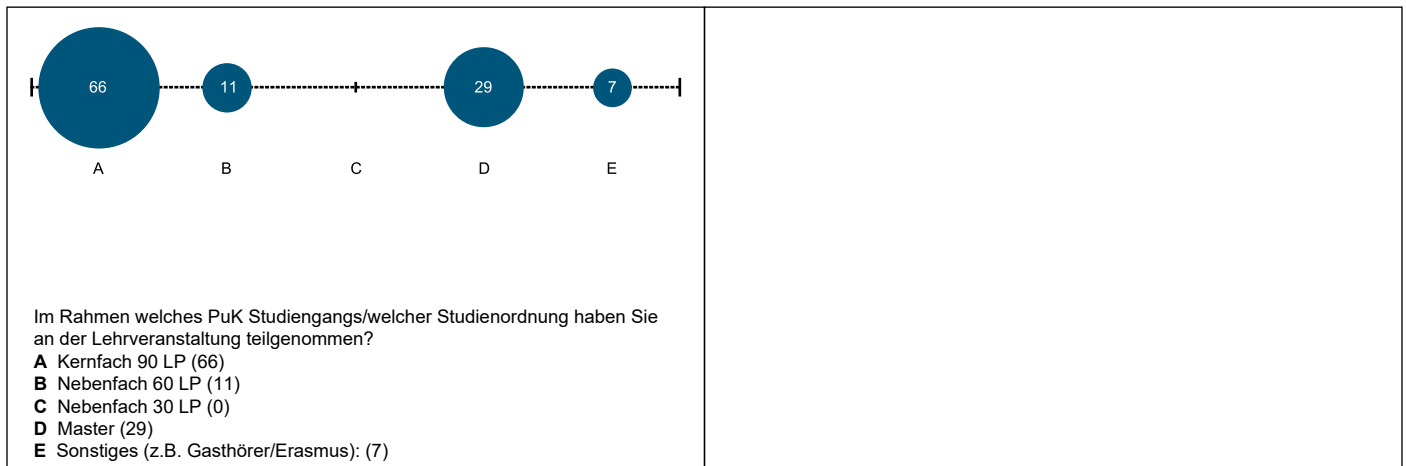 66 11 29 7
A B C D E
Im Rahmen welches PuK Studiengangs/welcher Studienordnung haben Sie
an der Lehrveranstaltung teilgenommen?
A Kernfach 90 LP (66)
B Nebenfach 60 LP (11)
C Nebenfach 30 LP (0)
D Master (29)
E Sonstiges (z.B. Gasthörer/Erasmus): (7)